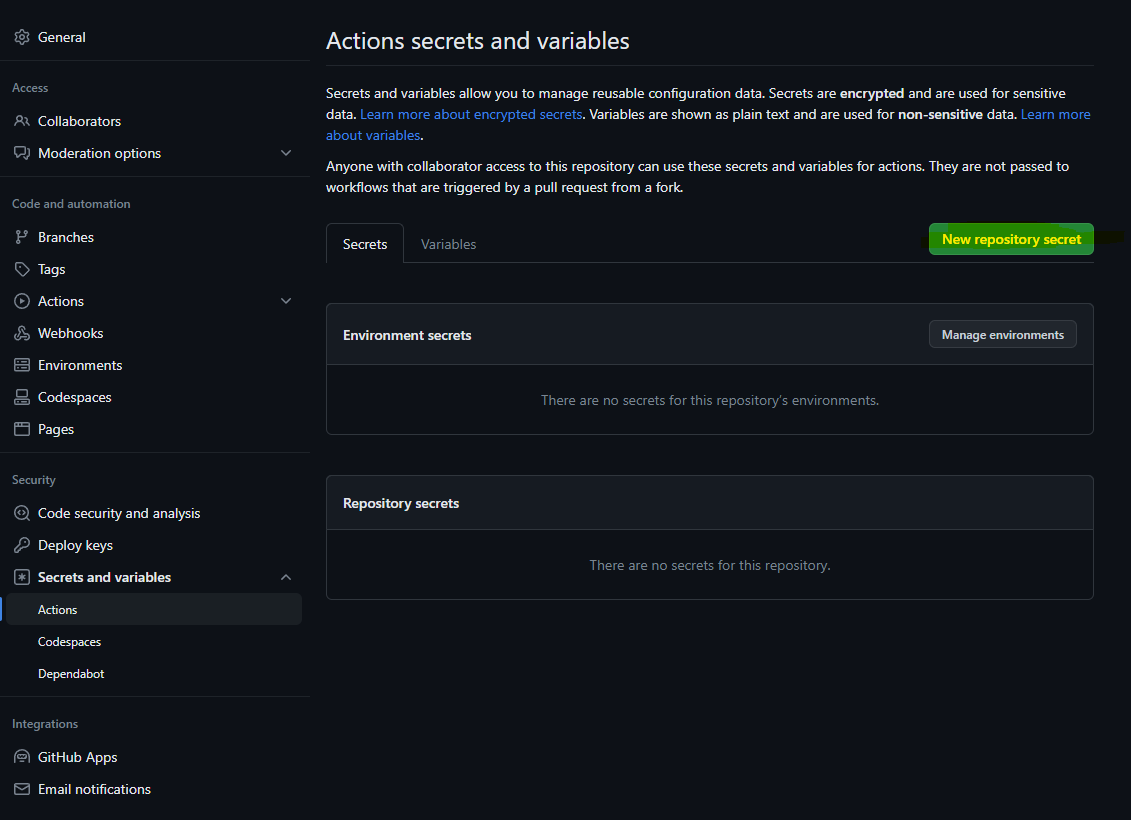 General
Access
Collaborators
Moderation options
Code and automation
Branches
Tags
Actions
Webhooks
Environments
Codespaces
Pages
Security
Code security and analysis
Deploy keys
Secrets and variables
Actions
Codespaces
Dependabot
Integrations
GitHub Apps
Email notifications
Actions secrets and variables
Secrets and variables allow you to manage reusable configuration data. Secrets are encrypted and are used for sensitive
data. Learn more about encrypted secrets. Variables are shown as plain text and are used for non-sensitive data. Learn more
about variables.
Anyone with collaborator access to this repository can use these secrets and variables for actions. They are not passed to
workflows that are triggered by a pull request from a fork.
Secrets
Variables
New repository secret
Environment secrets
Manage environments
There are no secrets for this repository's environments.
Repository secrets
There are no secrets for this repository.